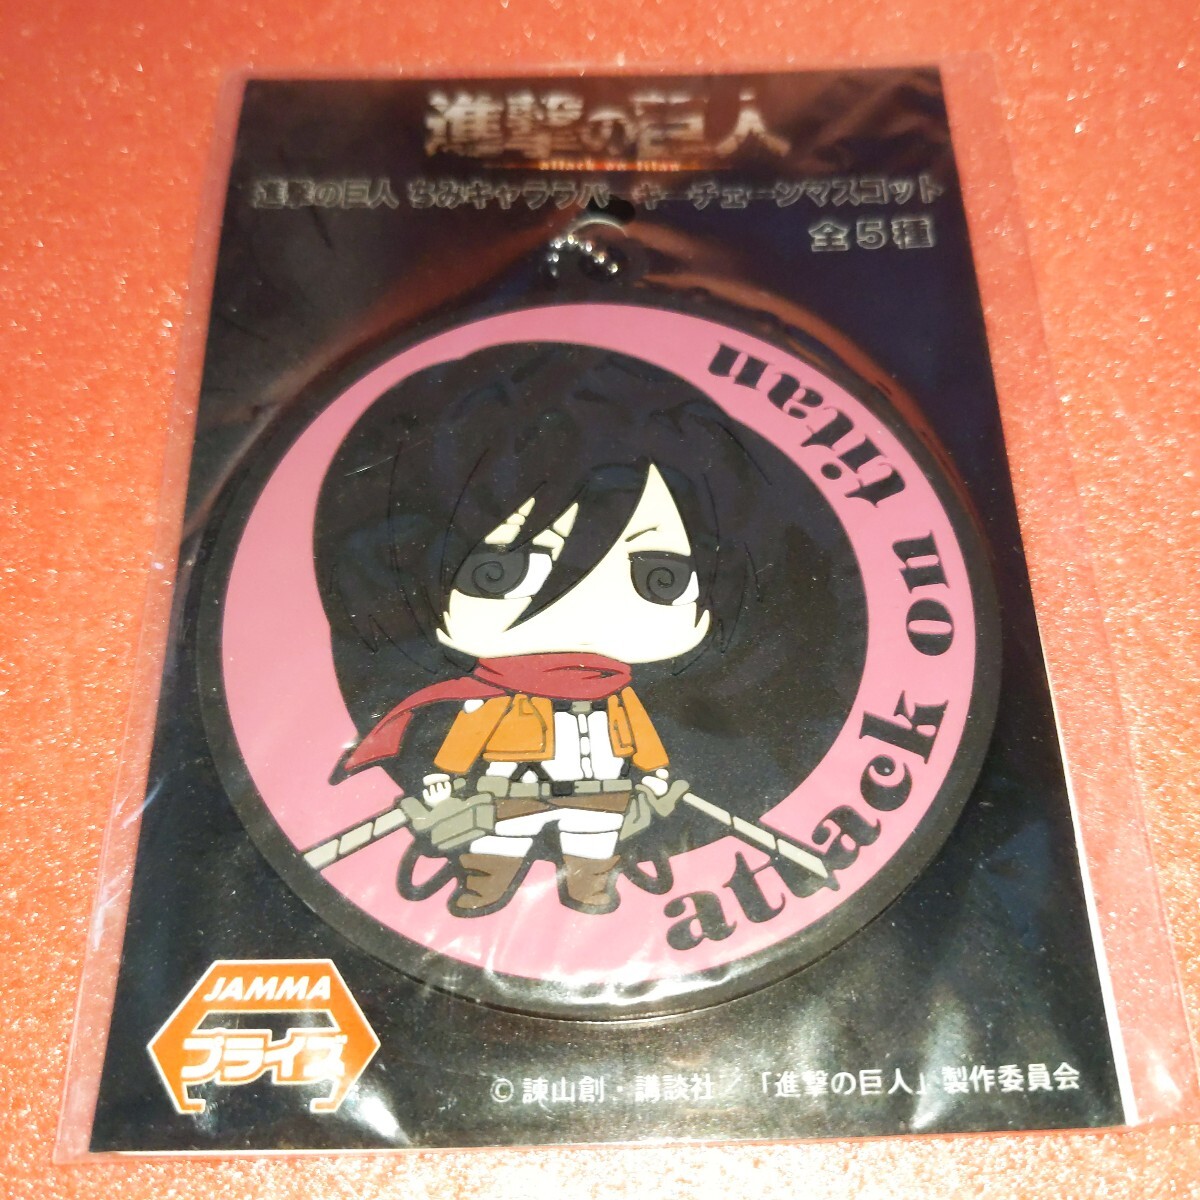 進撃の巨人
attack on titan
進撃の巨人 ちみキャララバーキーチェーンマスコット
全5種
attack on titan
JAMMA
プライズ
© 諫山創・講談社／「進撃の巨人」製作委員会